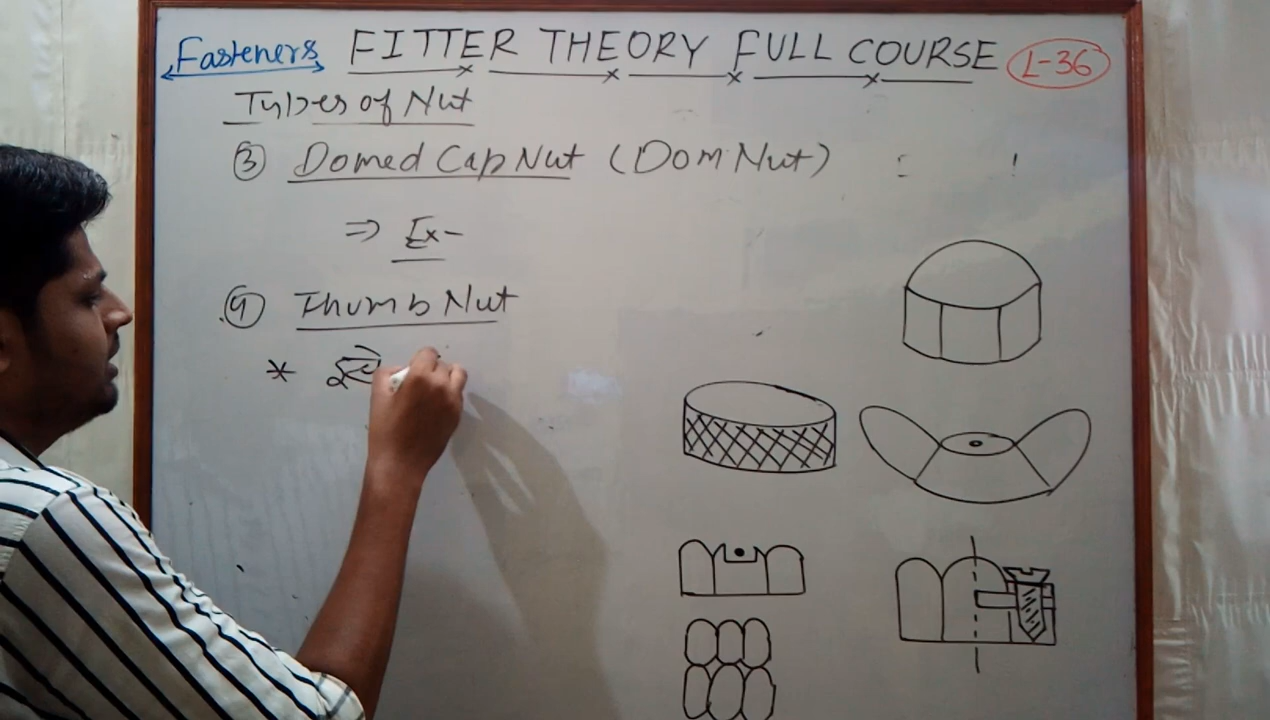 Fasteners FITTER THEORY FULL COURSE L-36
Types of Nut
③ Domed Cap Nut (Dom Nut)
⇒ Ex-
④ Thumb Nut
* इसे